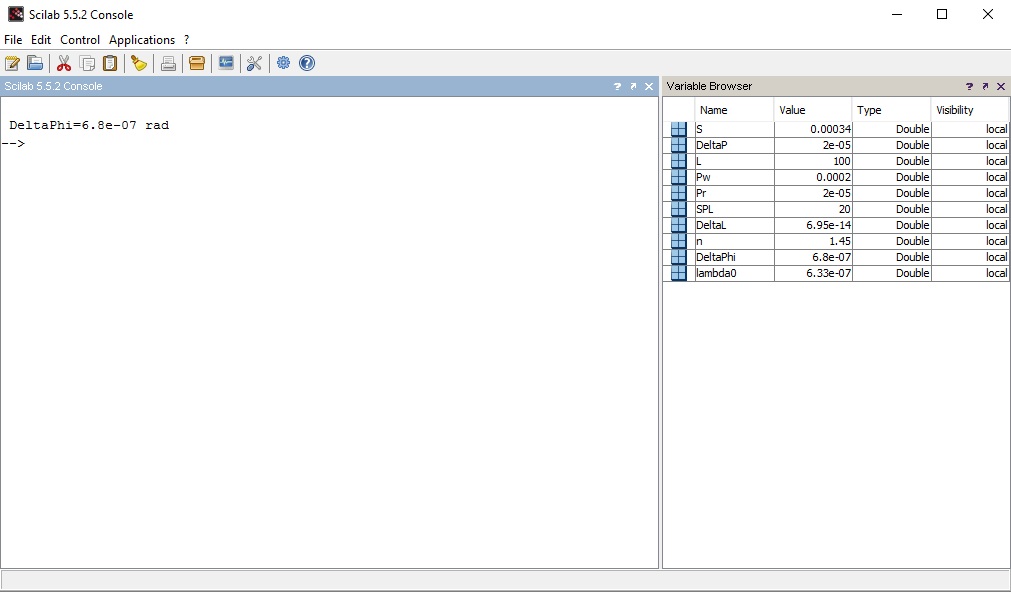 Scilab 5.5.2 Console
File Edit Control Applications ?
Scilab 5.5.2 Console ?
DeltaPhi=6.8e-07 rad
-->
Variable Browser ?
Name Value Type Visibility
S 0.00034 Double local
DeltaP 2e-05 Double local
L 100 Double local
Pw 0.0002 Double local
Pr 2e-05 Double local
SPL 20 Double local
DeltaL 6.95e-14 Double local
n 1.45 Double local
DeltaPhi 6.8e-07 Double local
lambda0 6.33e-07 Double local